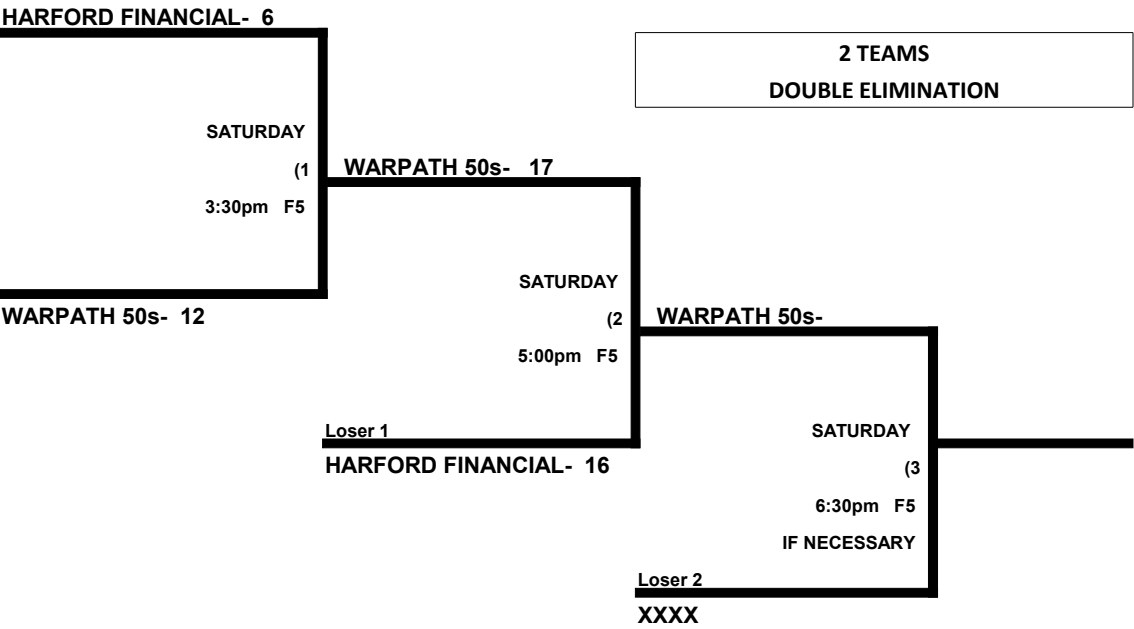 HARFORD FINANCIAL-  6
2 TEAMS
DOUBLE ELIMINATION
SATURDAY
(1
3:30pm   F5
WARPATH 50s-   17
WARPATH 50s-  12
SATURDAY
(2
5:00pm   F5
WARPATH 50s-
Loser 1
HARFORD FINANCIAL-  16
SATURDAY
(3
6:30pm   F5
IF NECESSARY
Loser 2
XXXX